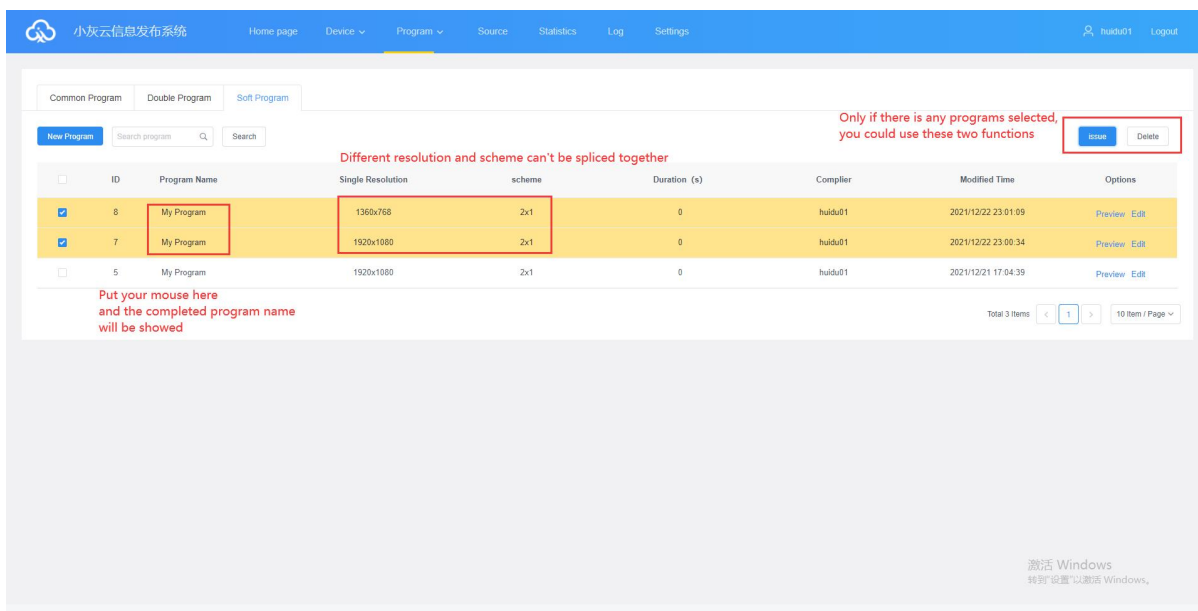 小灰云信息发布系统 Home page Device Program Source Statistics Log Settings huidu01 Logout
Common Program Double Program Soft Program
Only if there is any programs selected,
you could use these two functions
New Program Search program Search issue Delete
Different resolution and scheme can't be spliced together
ID Program Name Single Resolution scheme Duration (s) Complier Modified Time Options
8 My Program 1360x768 2x1 0 huidu01 2021/12/22 23:01:09 Preview Edit
7 My Program 1920x1080 2x1 0 huidu01 2021/12/22 23:00:34 Preview Edit
5 My Program 1920x1080 2x1 0 huidu01 2021/12/21 17:04:39 Preview Edit
Put your mouse here
and the completed program name
will be showed
Total 3 Items < 1 > 10 Item / Page
激活 Windows
转到"设置"以激活 Windows。